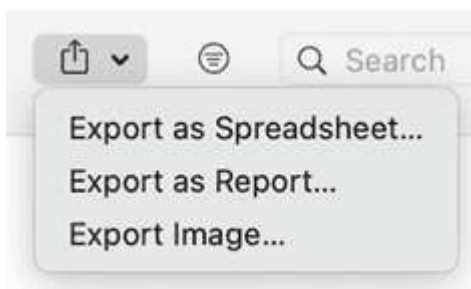 Search
Export as Spreadsheet...
Export as Report...
Export Image...